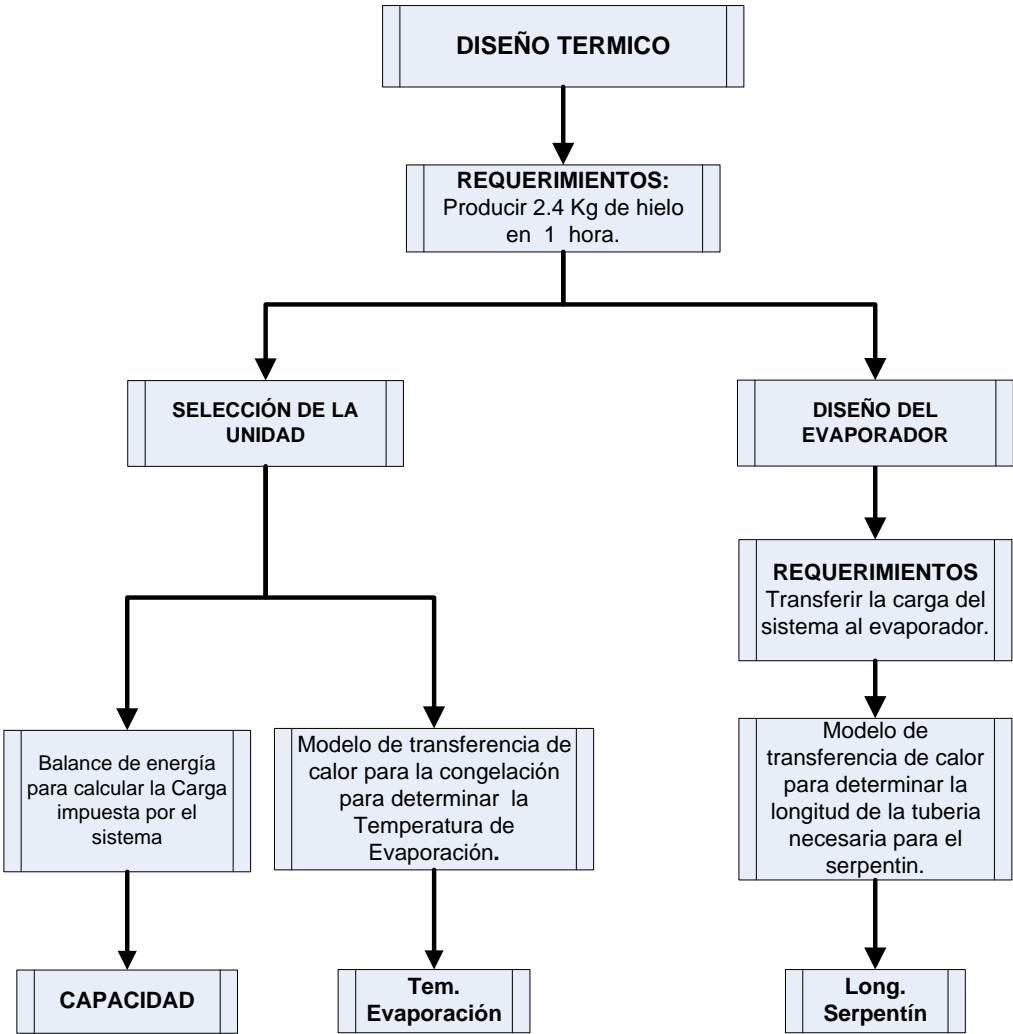 DISEÑO TERMICO
REQUERIMIENTOS:
Producir 2.4 Kg de hielo
en 1 hora.
SELECCIÓN DE LA
UNIDAD
DISEÑO DEL
EVAPORADOR
REQUERIMIENTOS
Transferir la carga del
sistema al evaporador.
Balance de energía
para calcular la Carga
impuesta por el
sistema
Modelo de transferencia de
calor para la congelación
para determinar la
Temperatura de
Evaporación.
Modelo de
transferencia de calor
para determinar la
longitud de la tuberia
necesaria para el
serpentin.
CAPACIDAD
Tem.
Evaporación
Long.
Serpentín